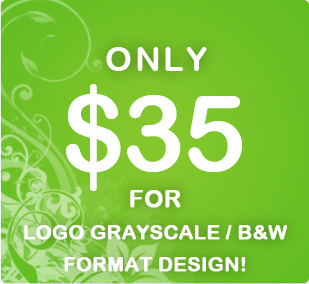 ONLY
$35
FOR
LOGO GRAYSCALE / B&W
FORMAT DESIGN!